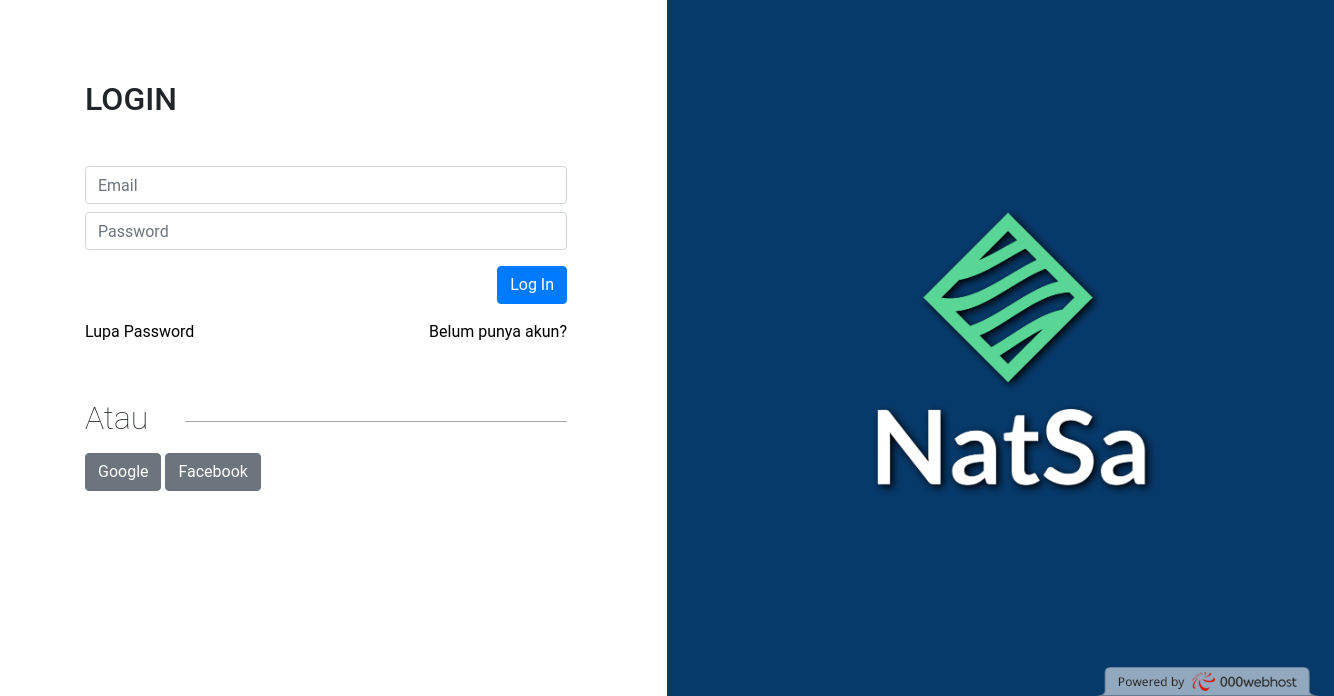 LOGIN
Email
Password
Log In
Lupa Password
Belum punya akun?
Atau
Google
Facebook
NatSa
Powered by 000webhost